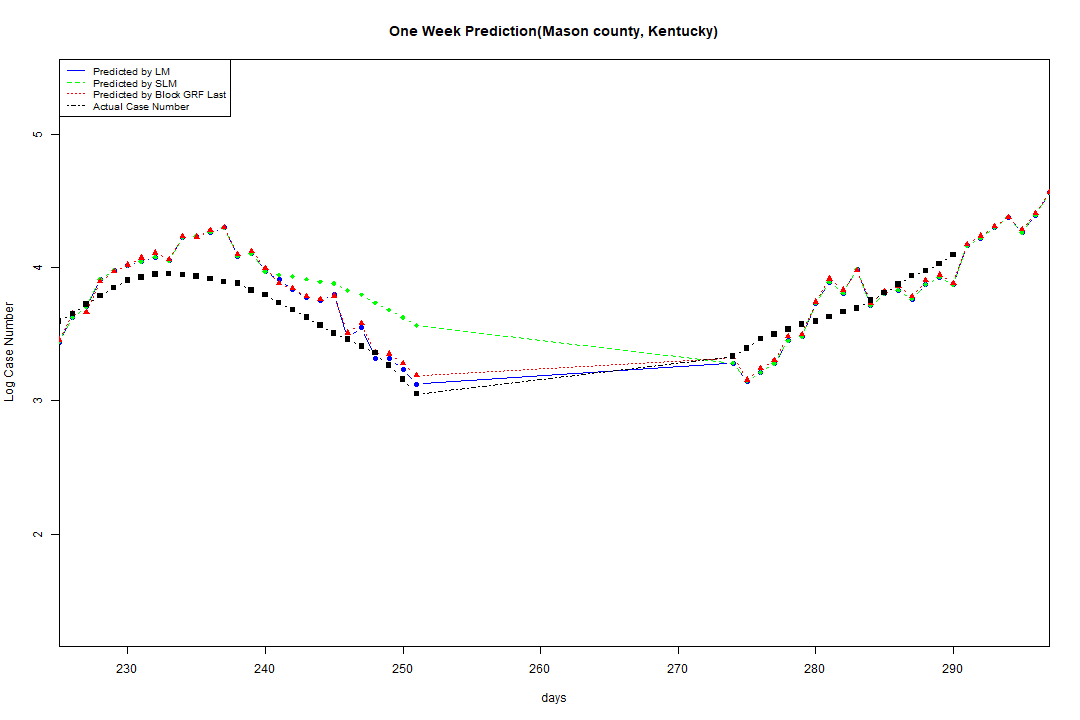 One Week Prediction(Mason county, Kentucky)
Predicted by LM
Predicted by SLM
Predicted by Block GRF Last
Actual Case Number
5
4
3
2
Log Case Number
230 240 250 260 270 280 290
days